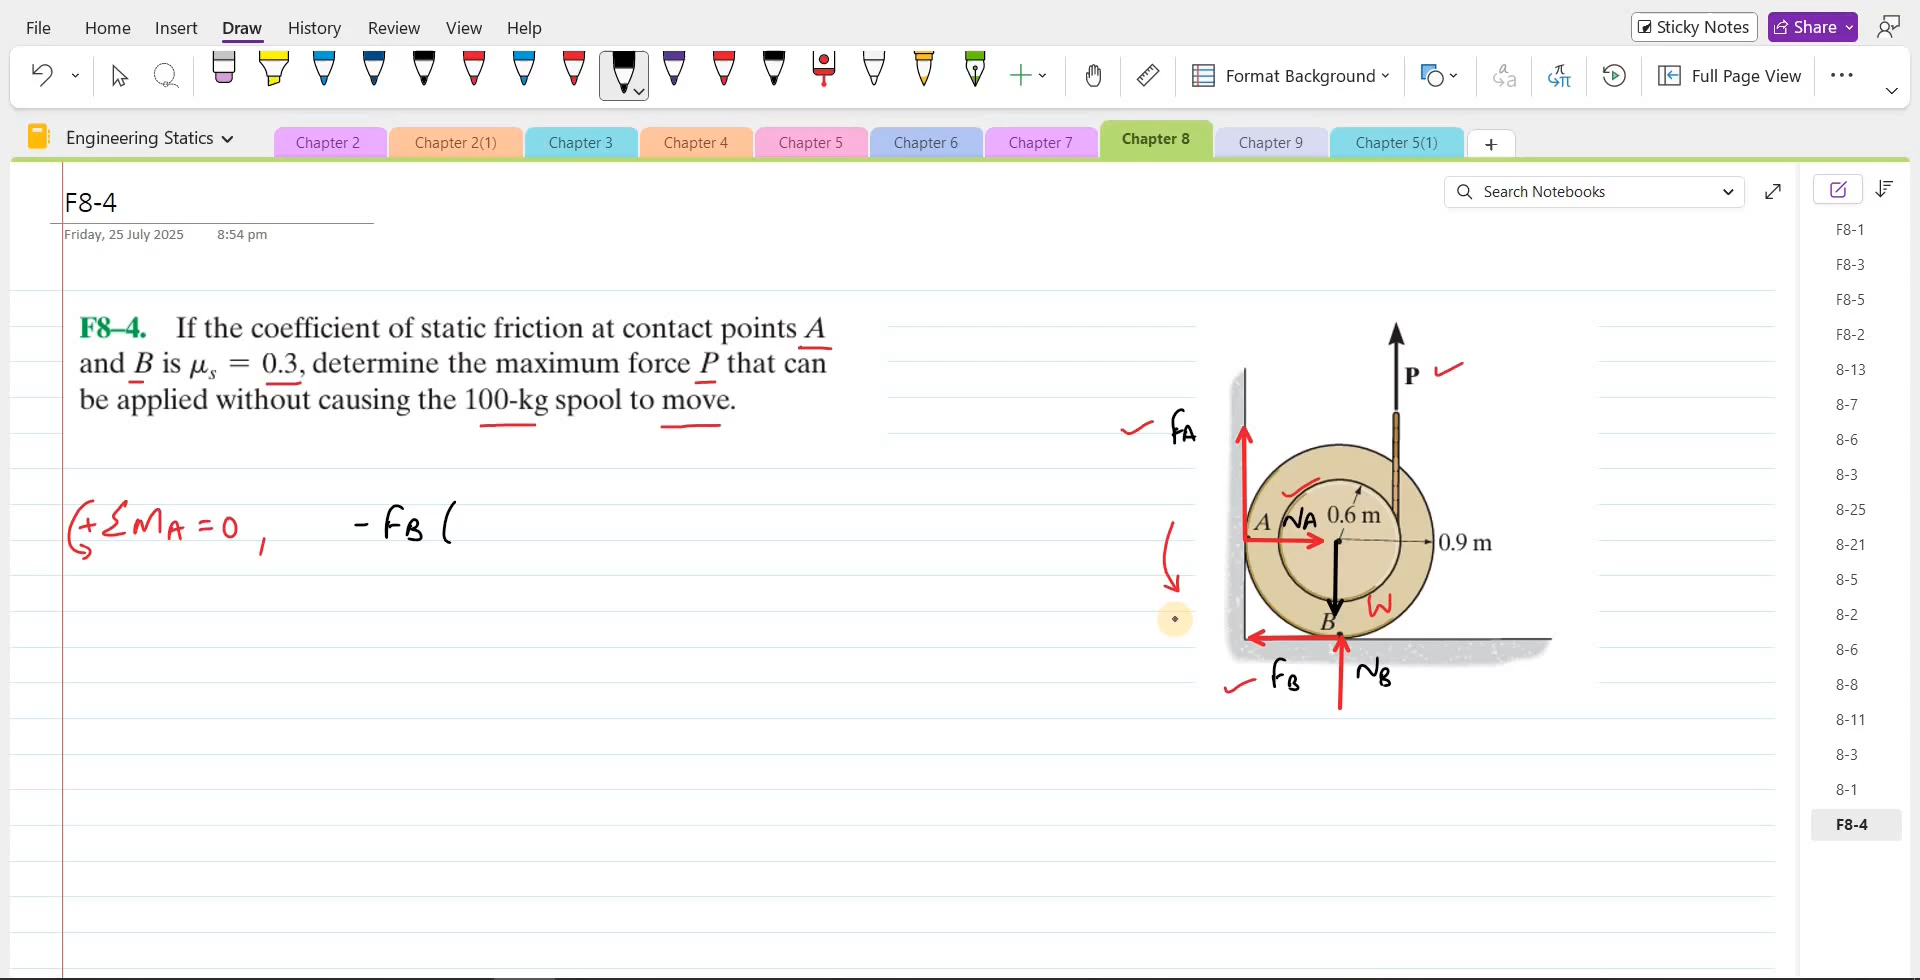 File Home Insert Draw History Review View Help
Sticky Notes Share
Format Background Full Page View
Engineering Statics Chapter 2 Chapter 2(1) Chapter 3 Chapter 4 Chapter 5 Chapter 6 Chapter 7 Chapter 8 Chapter 9 Chapter 5(1) +
F8-4
Friday, 25 July 2025 8:54 pm
Search Notebooks
F8–4. If the coefficient of static friction at contact points A
and B is μs = 0.3, determine the maximum force P that can
be applied without causing the 100-kg spool to move.
+ΣMA = 0, - FB (
P
FA
A NA 0.6 m
0.9 m
W
B
FB NB
F8-1
F8-3
F8-5
F8-2
8-13
8-7
8-6
8-3
8-25
8-21
8-5
8-2
8-6
8-8
8-11
8-3
8-1
F8-4